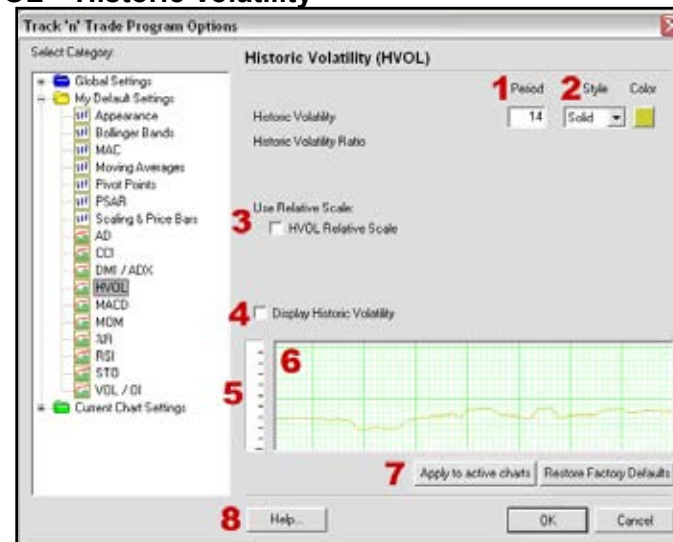 Historic Volatility
Track 'n' Trade Program Options
Select Category:
Global Settings
My Default Settings
Appearance
Bollinger Bands
MAC
Moving Averages
Pivot Points
PSAR
Scaling & Price Bars
AD
CCI
DMI / ADX
HVOL
MACD
MOM
%R
RSI
STO
VOL / OI
Current Chart Settings
Historic Volatility (HVOL)
1 Period 2 Style Color
Historic Volatility 14 Solid
Historic Volatility Ratio
Use Relative Scale:
3 HVOL Relative Scale
4 Display Historic Volatility
6
5
7 Apply to active charts Restore Factory Defaults
8 Help... OK Cancel